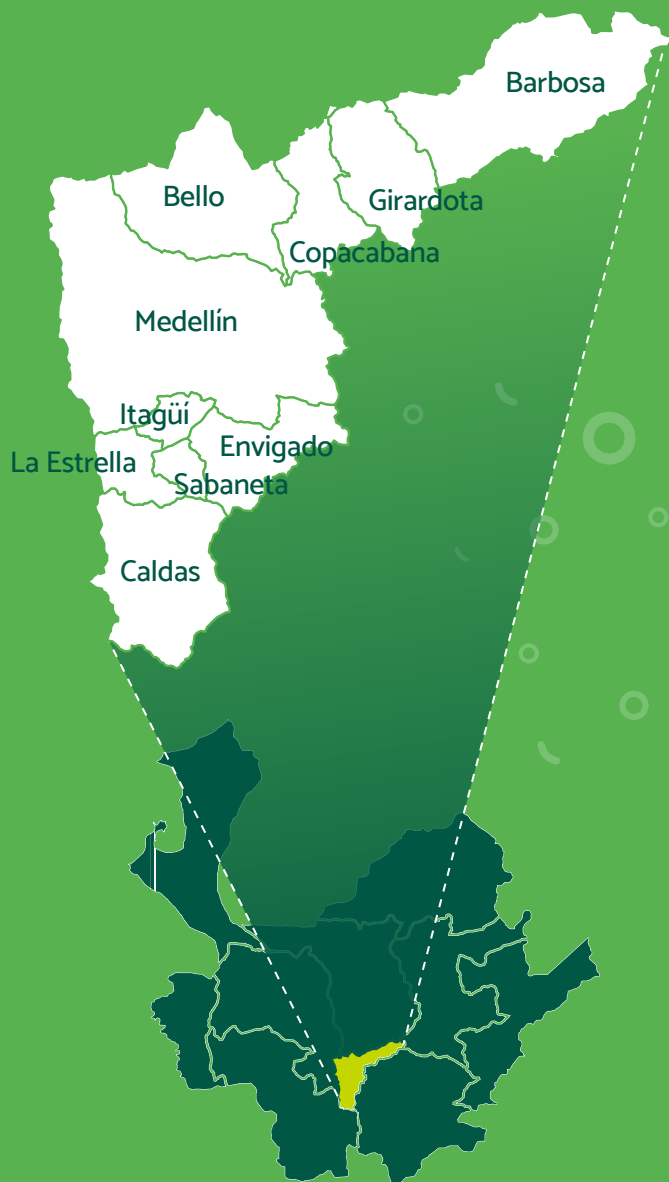 Barbosa
Bello
Girardota
Copacabana
Medellín
Itagüí
Envigado
La Estrella
Sabaneta
Caldas